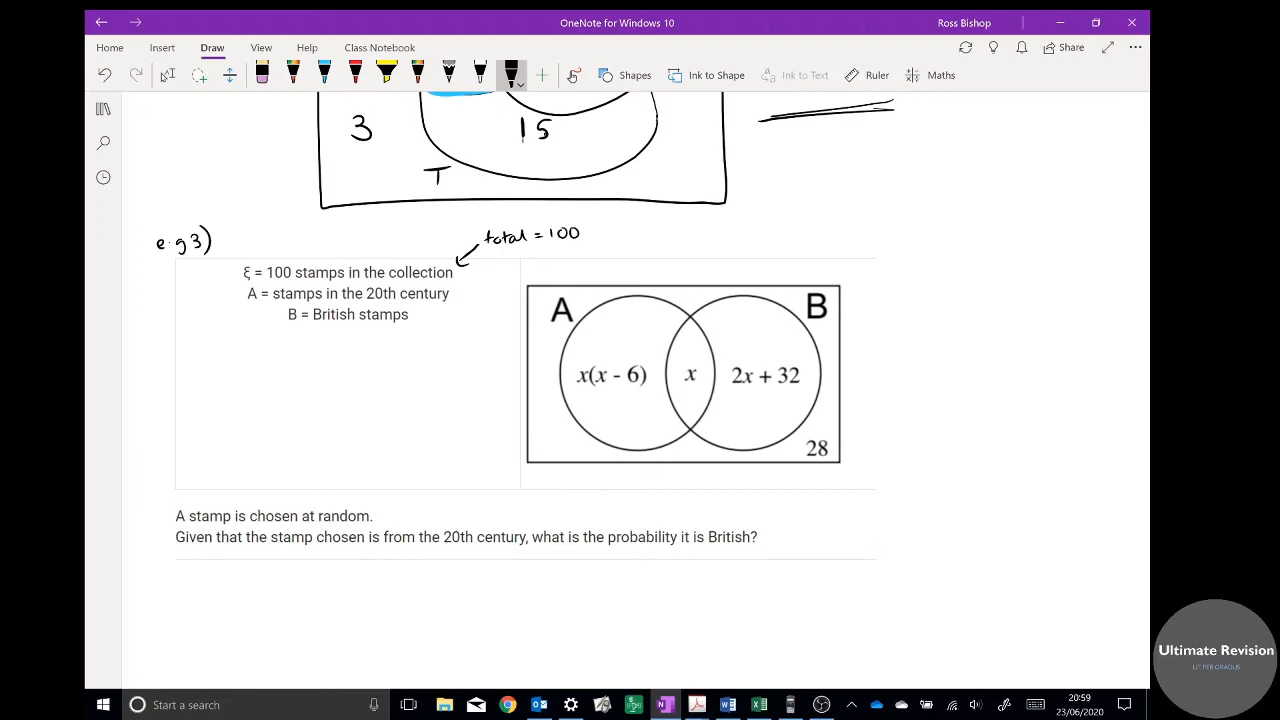 OneNote for Windows 10
Ross Bishop
Home Insert Draw View Help Class Notebook
Share
Shapes Ink to Shape Ink to Text Ruler Maths
3
15
T
e.g 3)
total = 100
ξ = 100 stamps in the collection
A = stamps in the 20th century
B = British stamps
A
B
x(x - 6)
x
2x + 32
28
A stamp is chosen at random.
Given that the stamp chosen is from the 20th century, what is the probability it is British?
Ultimate Revision
UT PER GRADUS
Start a search
20:59
23/06/2020